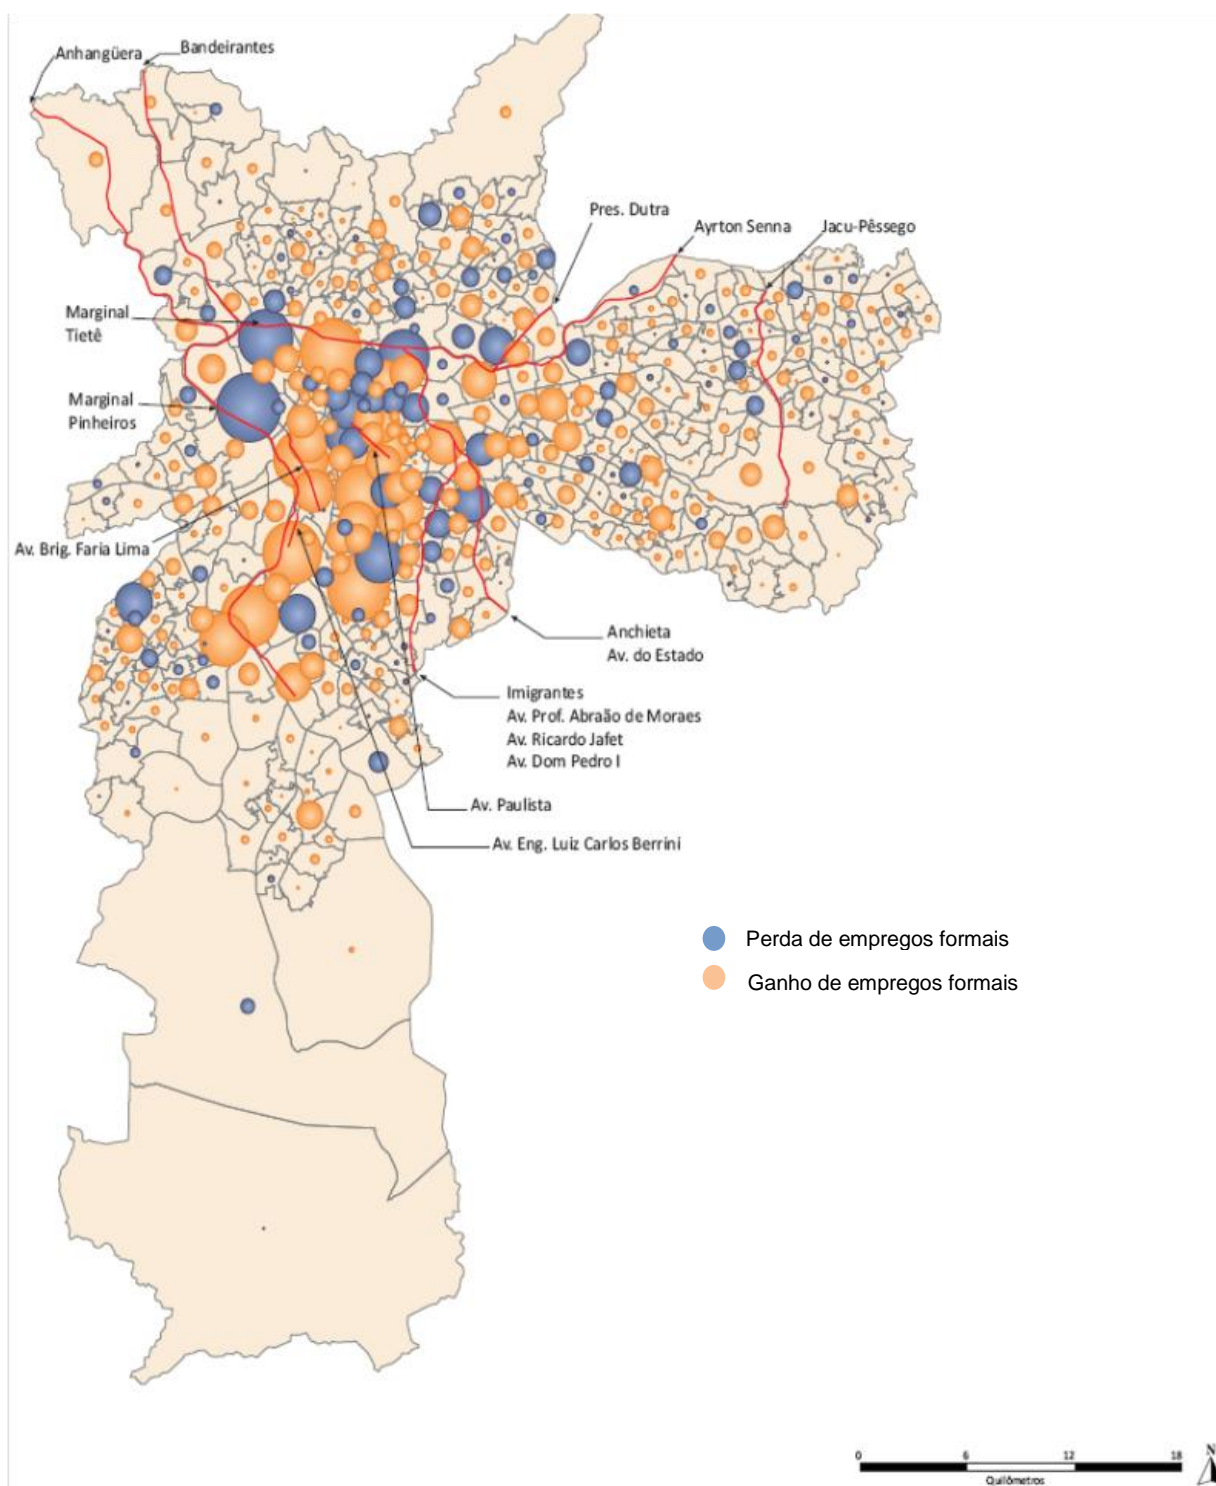 Bandeirantes
Anhangüera
Pres. Dutra
Ayrton Senna
Jacu-Pêssego
Marginal
Tietê
Marginal
Pinheiros
Av. Brig. Faria Lima
Anchieta
Av. do Estado
Imigrantes
Av. Prof. Abraão de Moraes
Av. Ricardo Jafet
Av. Dom Pedro I
Av. Paulista
Av. Eng. Luiz Carlos Berrini
Perda de empregos formais
Ganho de empregos formais
0 6 12 18
Quilômetros
N